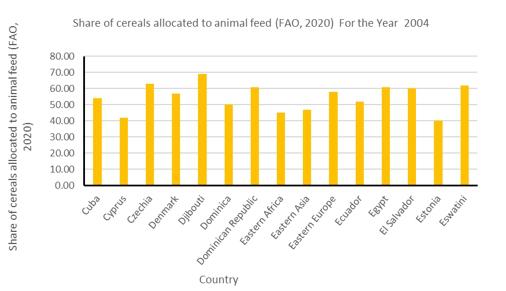 Share of cereals allocated to animal feed (FAO, 2020) For the Year 2004
Share of cereals allocated to animal feed (FAO,
2020)
80.00
70.00
60.00
50.00
40.00
30.00
20.00
10.00
0.00
Cuba
Cyprus
Czechia
Denmark
Djibouti
Dominica
Dominican Republic
Eastern Africa
Eastern Asia
Eastern Europe
Ecuador
Egypt
El Salvador
Estonia
Eswatini
Country